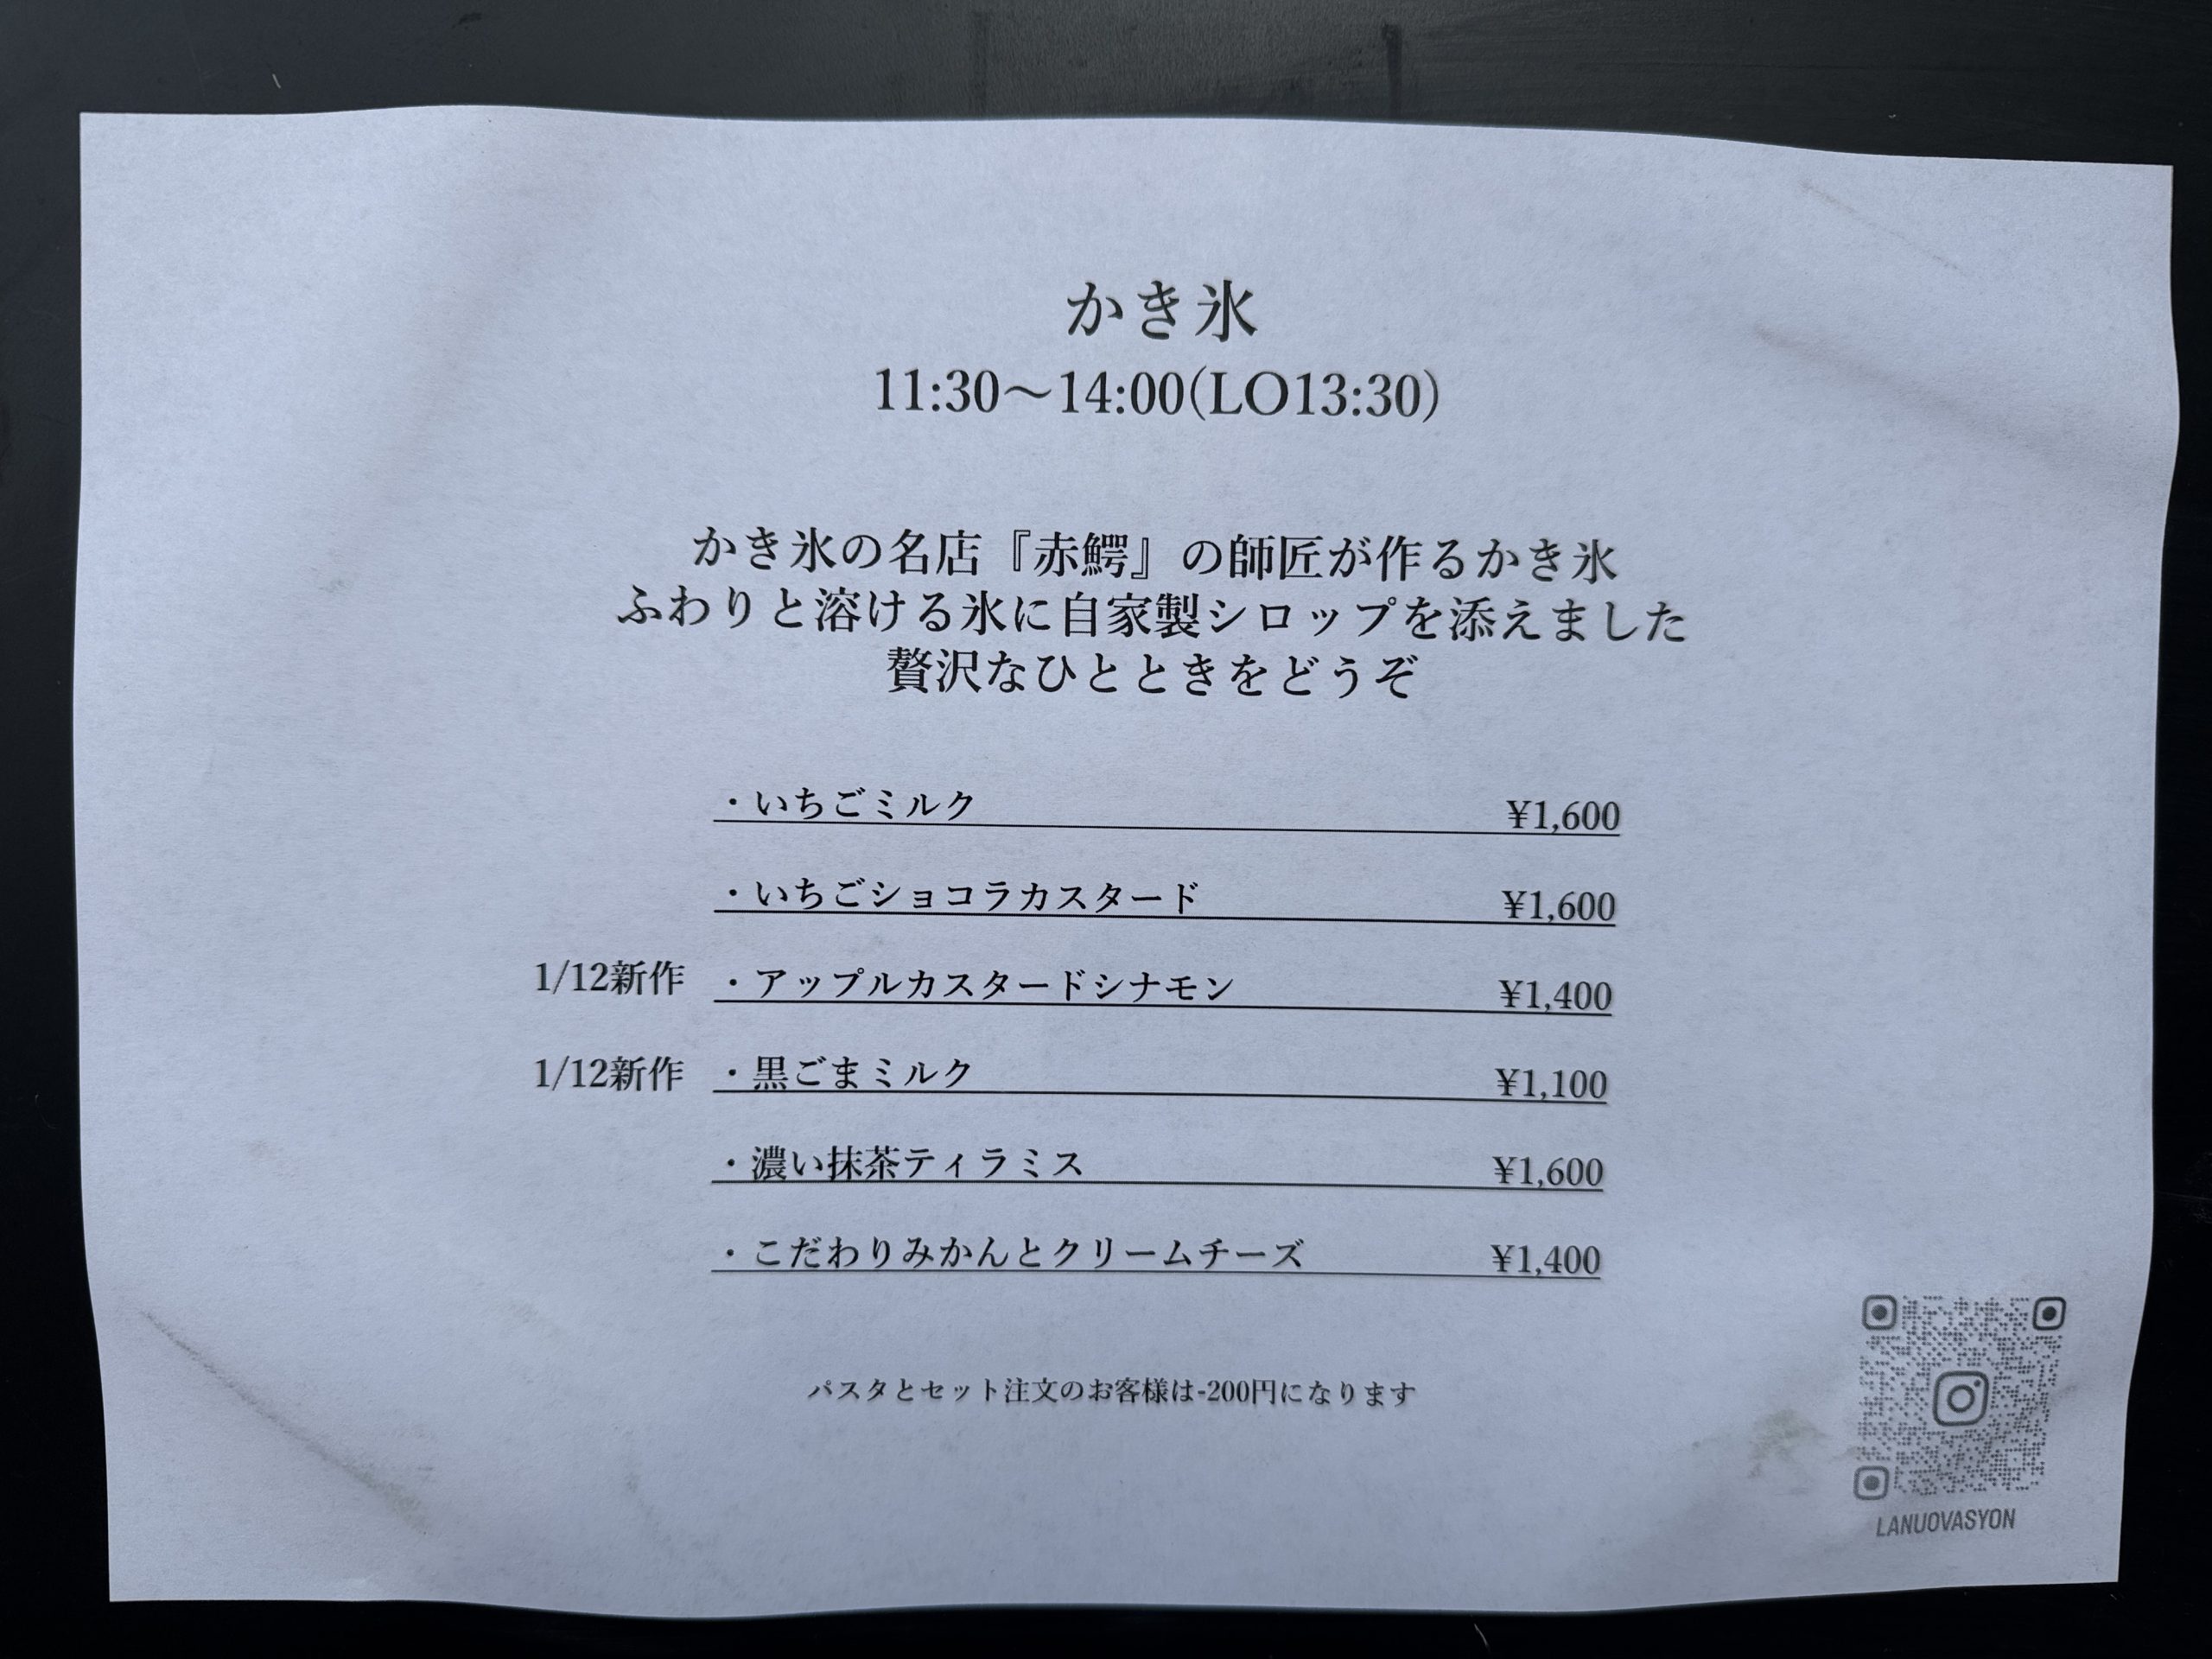 かき氷
11:30～14:00(LO13:30)
かき氷の名店『赤鰐』の師匠が作るかき氷
ふわりと溶ける氷に自家製シロップを添えました
贅沢なひとときをどうぞ
・いちごミルク ¥1,600
・いちごショコラカスタード ¥1,600
1/12新作 ・アップルカスタードシナモン ¥1,400
1/12新作 ・黒ごまミルク ¥1,100
・濃い抹茶ティラミス ¥1,600
・こだわりみかんとクリームチーズ ¥1,400
パスタとセット注文のお客様は-200円になります
LANUOVASYON